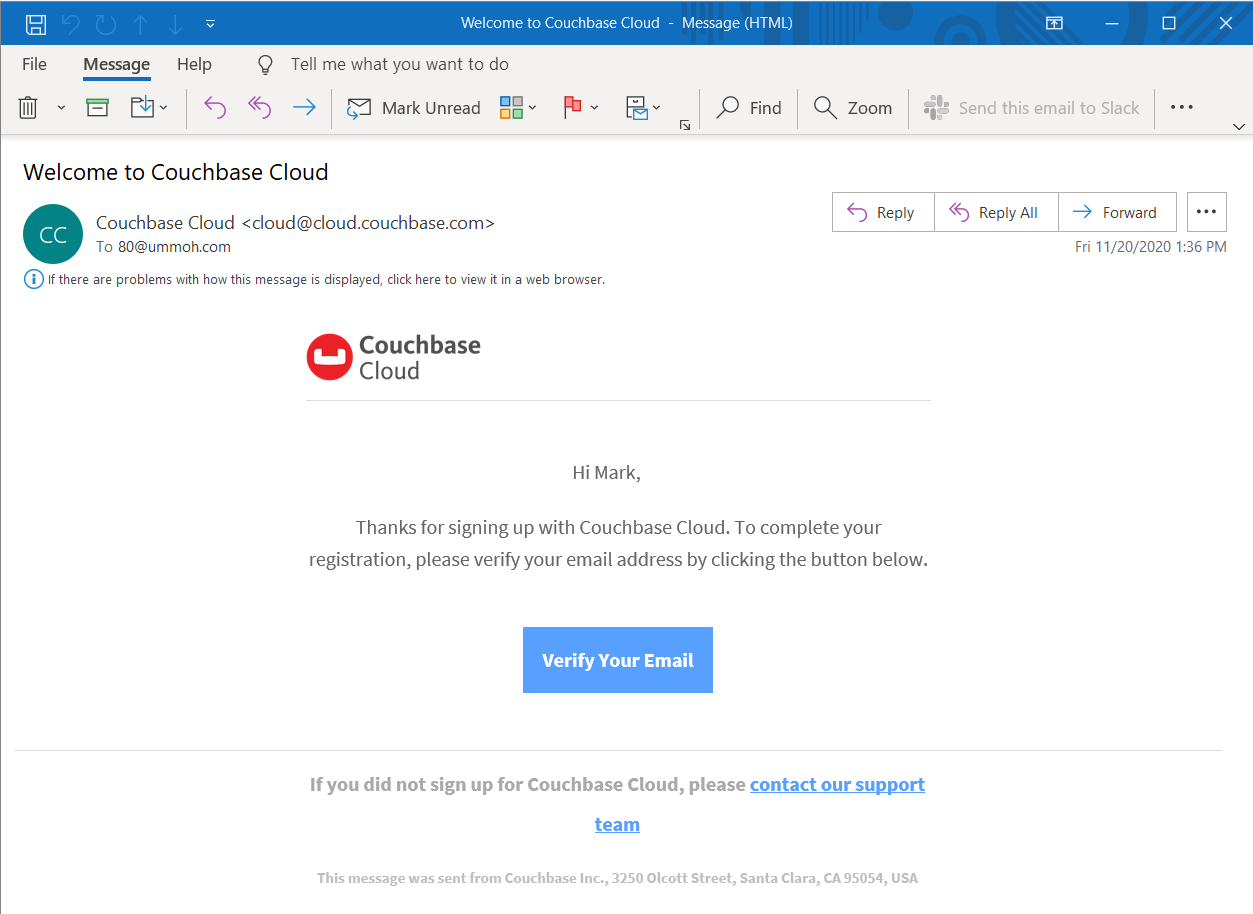 Welcome to Couchbase Cloud - Message (HTML)
File Message Help Tell me what you want to do
Mark Unread Find Zoom Send this email to Slack
Welcome to Couchbase Cloud
CC
Couchbase Cloud <cloud@cloud.couchbase.com>
To 80@ummoh.com
Reply Reply All Forward
Fri 11/20/2020 1:36 PM
If there are problems with how this message is displayed, click here to view it in a web browser.
Couchbase
Cloud
Hi Mark,
Thanks for signing up with Couchbase Cloud. To complete your
registration, please verify your email address by clicking the button below.
Verify Your Email
If you did not sign up for Couchbase Cloud, please contact our support
team
This message was sent from Couchbase Inc., 3250 Olcott Street, Santa Clara, CA 95054, USA